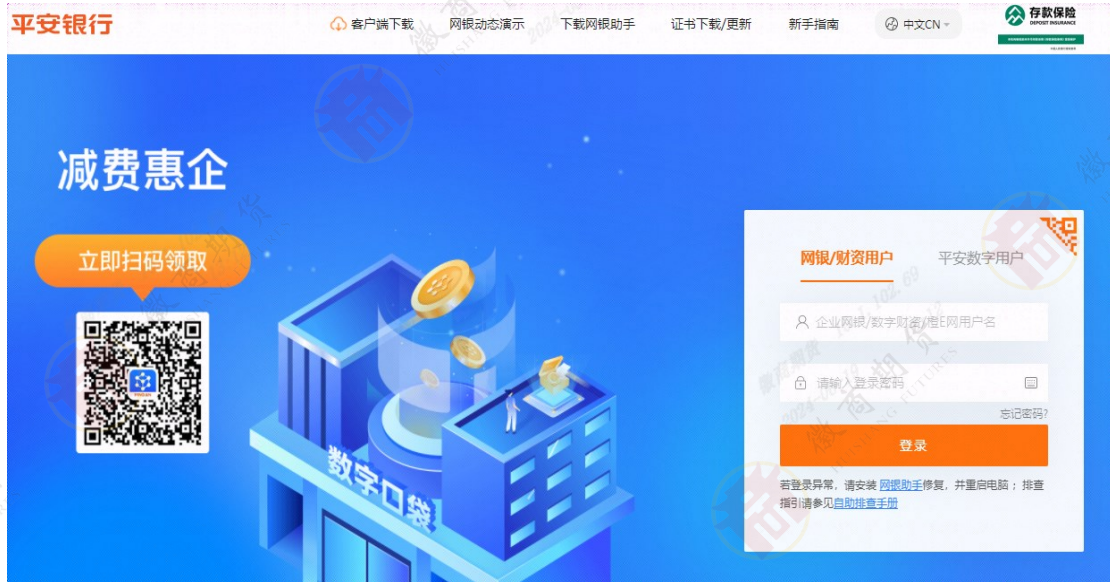 平安银行
客户端下载
网银动态演示
下载网银助手
证书下载/更新
新手指南
中文CN
存款保险
DEPOSIT INSURANCE
减费惠企
立即扫码领取
数字口袋
网银/财资用户
平安数字用户
企业网银/数字财资/橙E网用户名
请输入登录密码
忘记密码?
登录
若登录异常，请安装 网银助手修复，并重启电脑 ；排查
指引请参见自助排查手册
徽商期货
HUISHANG FUTURES